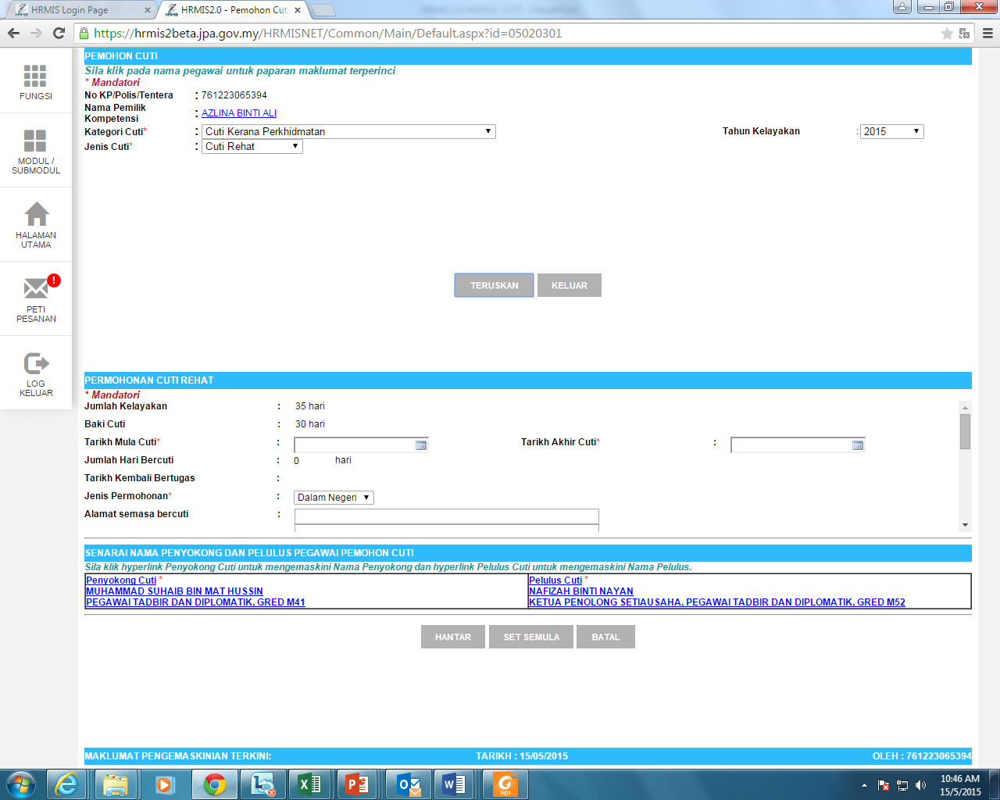 HRMIS Login Page
HRMIS2.0 - Pemohon Cuti
https://hrmis2beta.jpa.gov.my/HRMISNET/Common/Main/Default.aspx?id=05020301
FUNGSI
MODUL /
SUBMODUL
HALAMAN
UTAMA
!
PETI
PESANAN
LOG
KELUAR
PEMOHON CUTI
Sila klik pada nama pegawai untuk paparan maklumat terperinci
* Mandatori
No KP/Polis/Tentera : 761223065394
Nama Pemilik
Kompetensi : AZLINA BINTI ALI
Kategori Cuti* : Cuti Kerana Perkhidmatan Tahun Kelayakan : 2015
Jenis Cuti* : Cuti Rehat
TERUSKAN KELUAR
PERMOHONAN CUTI REHAT
* Mandatori
Jumlah Kelayakan : 35 hari
Baki Cuti : 30 hari
Tarikh Mula Cuti* : Tarikh Akhir Cuti* :
Jumlah Hari Bercuti : 0 hari
Tarikh Kembali Bertugas :
Jenis Permohonan* : Dalam Negeri
Alamat semasa bercuti :
SENARAI NAMA PENYOKONG DAN PELULUS PEGAWAI PEMOHON CUTI
Sila klik hyperlink Penyokong Cuti untuk mengemaskini Nama Penyokong dan hyperlink Pelulus Cuti untuk mengemaskini Nama Pelulus.
Penyokong Cuti *
MUHAMMAD SUHAIB BIN MAT HUSSIN
PEGAWAI TADBIR DAN DIPLOMATIK, GRED M41
Pelulus Cuti *
NAFIZAH BINTI NAYAN
KETUA PENOLONG SETIAUSAHA, PEGAWAI TADBIR DAN DIPLOMATIK, GRED M52
HANTAR SET SEMULA BATAL
MAKLUMAT PENGEMASKINIAN TERKINI: TARIKH : 15/05/2015 OLEH : 761223065394
PDF
10:46 AM
15/5/2015